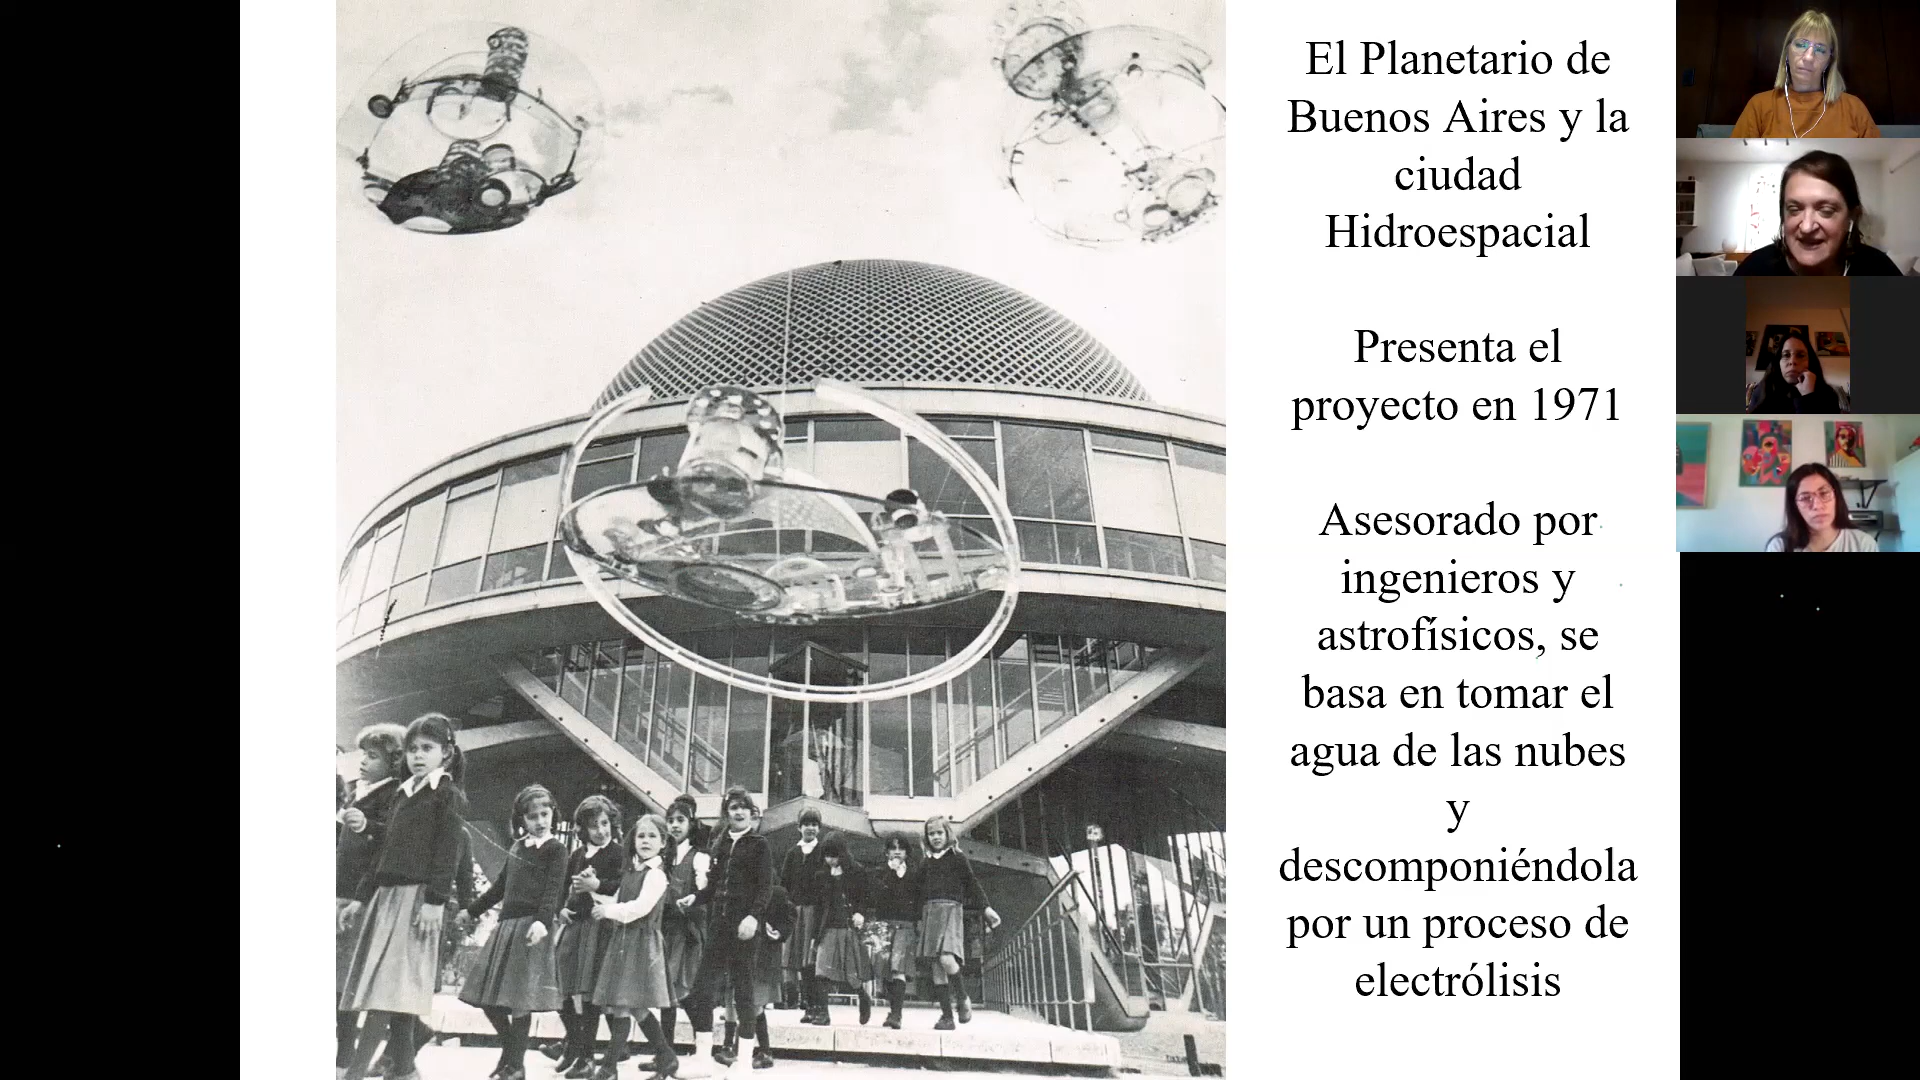 El Planetario de
Buenos Aires y la
ciudad
Hidroespacial
Presenta el
proyecto en 1971
Asesorado por
ingenieros y
astrofísicos, se
basa en tomar el
agua de las nubes
y
descomponiéndola
por un proceso de
electrólisis